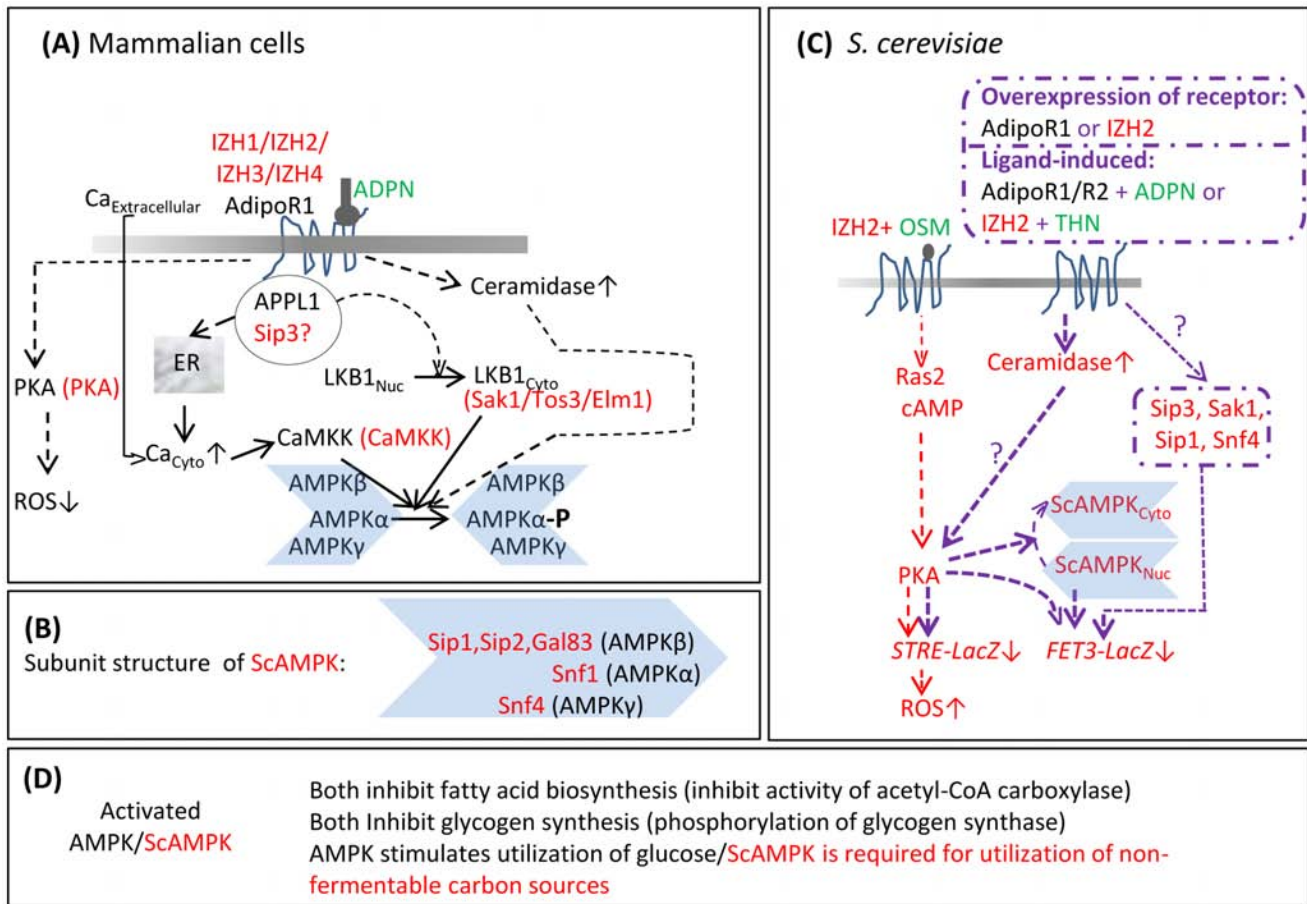 (A) Mammalian cells
IZH1/IZH2/
IZH3/IZH4
AdipoR1
ADPN
CaExtracellular
APPL1
Sip3?
Ceramidase↑
ER
LKB1Nuc
LKB1Cyto
(Sak1/Tos3/Elm1)
PKA (PKA)
CaCyto↑
CaMKK (CaMKK)
ROS↓
AMPKβ
AMPKα
AMPKγ
AMPKβ
AMPKα-P
AMPKγ
(B)
Subunit structure of ScAMPK:
Sip1,Sip2,Gal83 (AMPKβ)
Snf1 (AMPKα)
Snf4 (AMPKγ)
(C) S. cerevisiae
Overexpression of receptor:
AdipoR1 or IZH2
Ligand-induced:
AdipoR1/R2 + ADPN or
IZH2 + THN
IZH2+ OSM
?
Ceramidase↑
Ras2
cAMP
Sip3, Sak1,
Sip1, Snf4
?
ScAMPKCyto
ScAMPKNuc
PKA
STRE-LacZ↓
FET3-LacZ↓
ROS↑
(D)
Activated
AMPK/ScAMPK
Both inhibit fatty acid biosynthesis (inhibit activity of acetyl-CoA carboxylase)
Both Inhibit glycogen synthesis (phosphorylation of glycogen synthase)
AMPK stimulates utilization of glucose/ScAMPK is required for utilization of non-
fermentable carbon sources